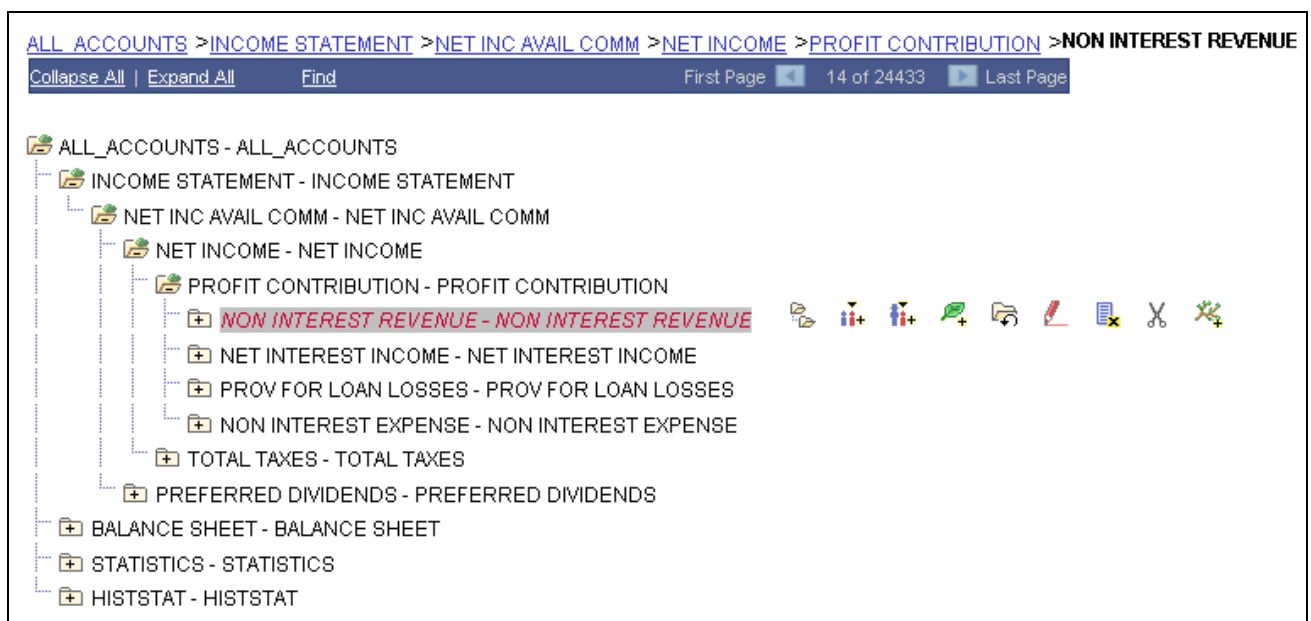 ALL_ACCOUNTS >INCOME STATEMENT >NET INC AVAIL COMM >NET INCOME >PROFIT CONTRIBUTION >NON INTEREST REVENUE
Collapse All | Expand All Find First Page 14 of 24433 Last Page
ALL_ACCOUNTS - ALL_ACCOUNTS
INCOME STATEMENT - INCOME STATEMENT
NET INC AVAIL COMM - NET INC AVAIL COMM
NET INCOME - NET INCOME
PROFIT CONTRIBUTION - PROFIT CONTRIBUTION
NON INTEREST REVENUE - NON INTEREST REVENUE
NET INTEREST INCOME - NET INTEREST INCOME
PROV FOR LOAN LOSSES - PROV FOR LOAN LOSSES
NON INTEREST EXPENSE - NON INTEREST EXPENSE
TOTAL TAXES - TOTAL TAXES
PREFERRED DIVIDENDS - PREFERRED DIVIDENDS
BALANCE SHEET - BALANCE SHEET
STATISTICS - STATISTICS
HISTSTAT - HISTSTAT